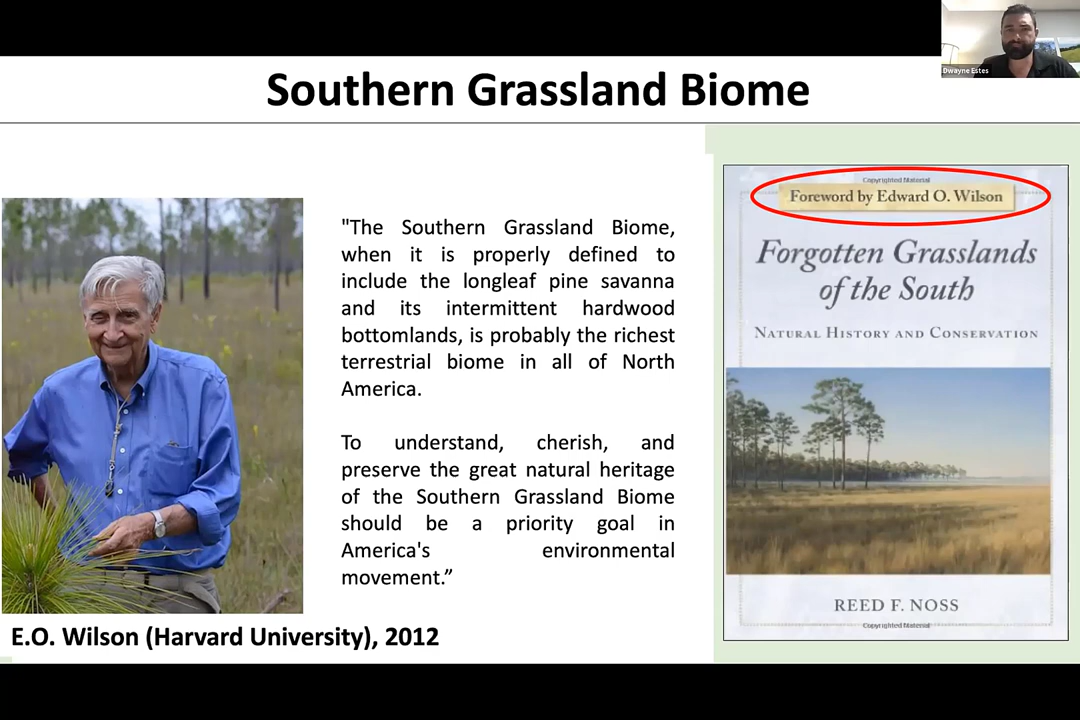 Dwayne Estes
Southern Grassland Biome
"The Southern Grassland Biome,
when it is properly defined to
include the longleaf pine savanna
and its intermittent hardwood
bottomlands, is probably the richest
terrestrial biome in all of North
America.
To understand, cherish, and
preserve the great natural heritage
of the Southern Grassland Biome
should be a priority goal in
America's environmental
movement.”
E.O. Wilson (Harvard University), 2012
Copyrighted Material
Foreword by Edward O. Wilson
Forgotten Grasslands
of the South
NATURAL HISTORY AND CONSERVATION
REED F. NOSS
Copyrighted Material